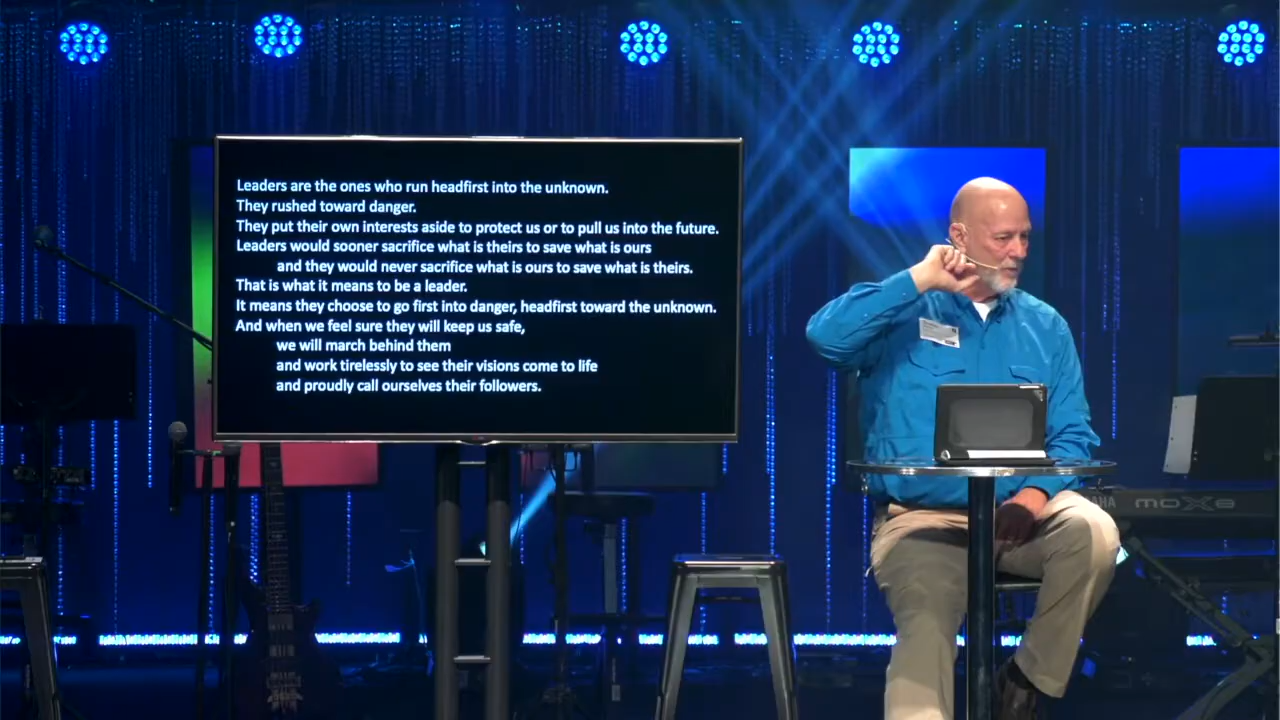 Leaders are the ones who run headfirst into the unknown.
They rushed toward danger.
They put their own interests aside to protect us or to pull us into the future.
Leaders would sooner sacrifice what is theirs to save what is ours
and they would never sacrifice what is ours to save what is theirs.
That is what it means to be a leader.
It means they choose to go first into danger, headfirst toward the unknown.
And when we feel sure they will keep us safe,
we will march behind them
and work tirelessly to see their visions come to life
and proudly call ourselves their followers.
AHA MOX8